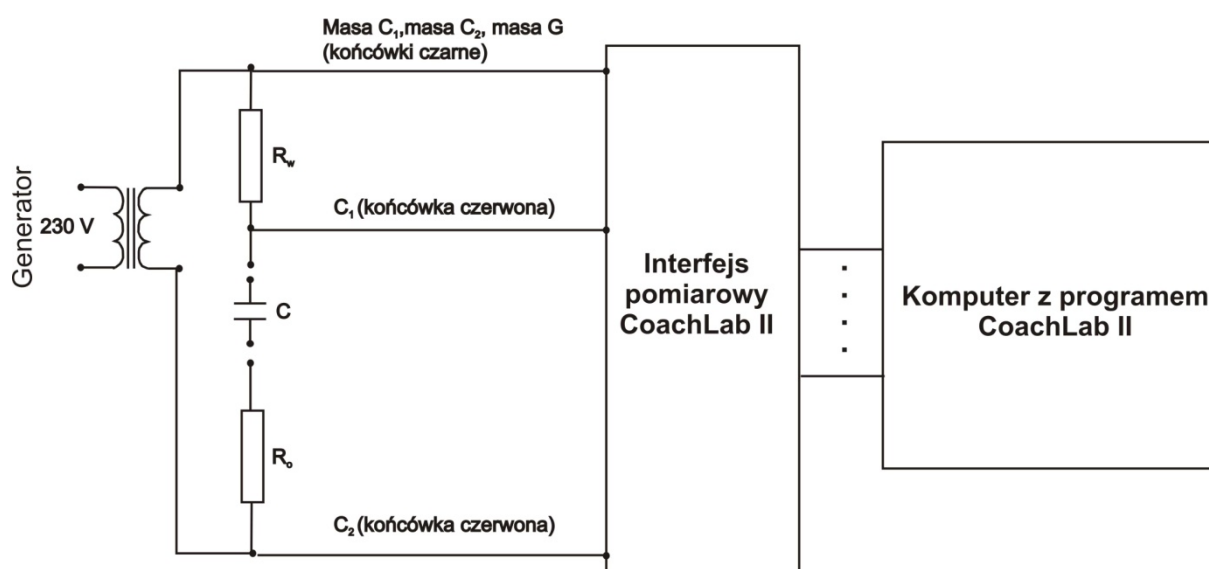 Masa C₁,masa C₂, masa G
(końcówki czarne)
R_w
Generator
230 V
C₁ (końcówka czerwona)
C
Interfejs
pomiarowy
CoachLab II
Komputer z programem
CoachLab II
R_o
C₂ (końcówka czerwona)